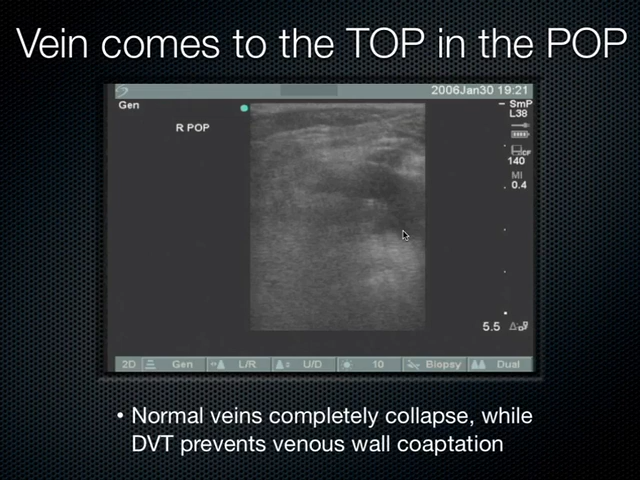 Vein comes to the TOP in the POP
2006Jan30 19:21
Gen
R POP
SmP
L38
CF
140
MI
0.4
5.5
2D Gen L/R U/D 10 Biopsy Dual
• Normal veins completely collapse, while
DVT prevents venous wall coaptation